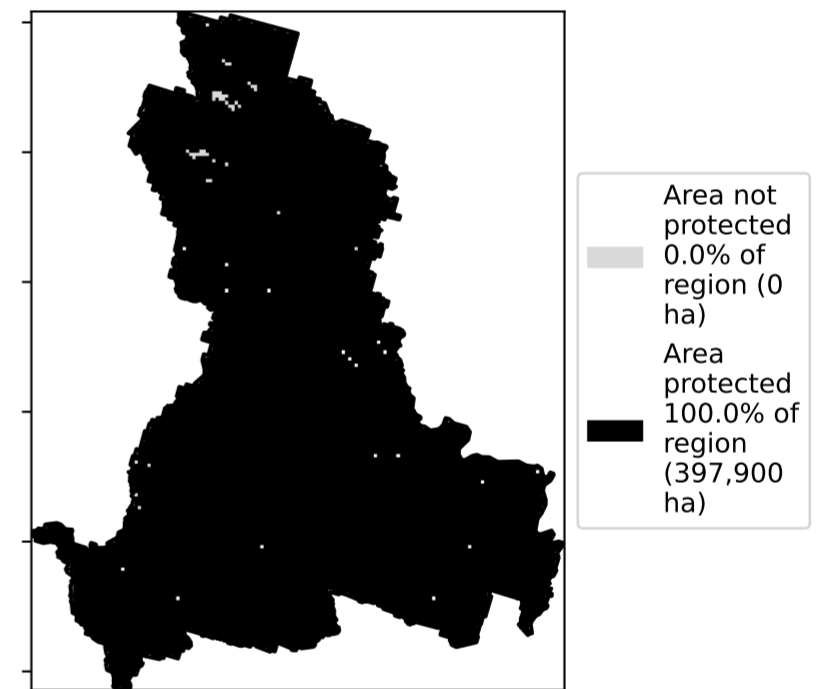 Area not
protected
0.0% of
region (0
ha)
Area
protected
100.0% of
region
(397,900
ha)